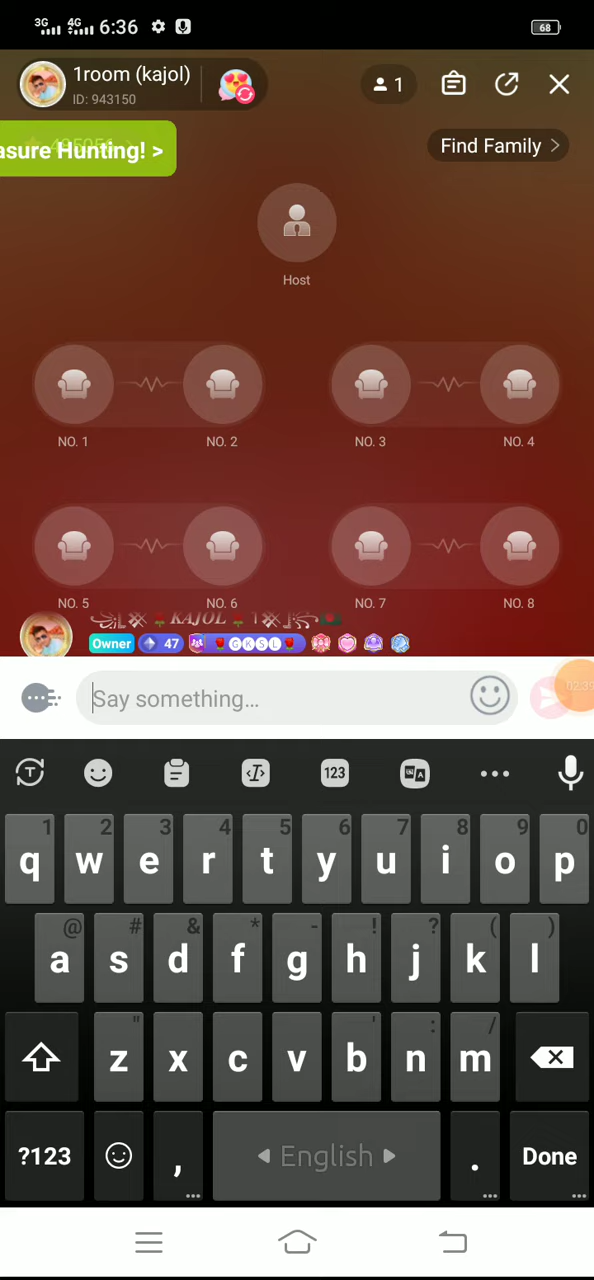 3G 4G 6:36 68
1room (kajol)
ID: 943150
1
asure Hunting! >
Find Family >
Host
NO. 1 NO. 2 NO. 3 NO. 4
NO. 5 NO. 6 NO. 7 NO. 8
KAJOL
Owner 47 GKSL
Say something...
T 123 A
1 2 3 4 5 6 7 8 9 0
q w e r t y u i o p
@ # & * - ! ? ( )
a s d f g h j k l
" ' : /
z x c v b n m
?123 , English . Done